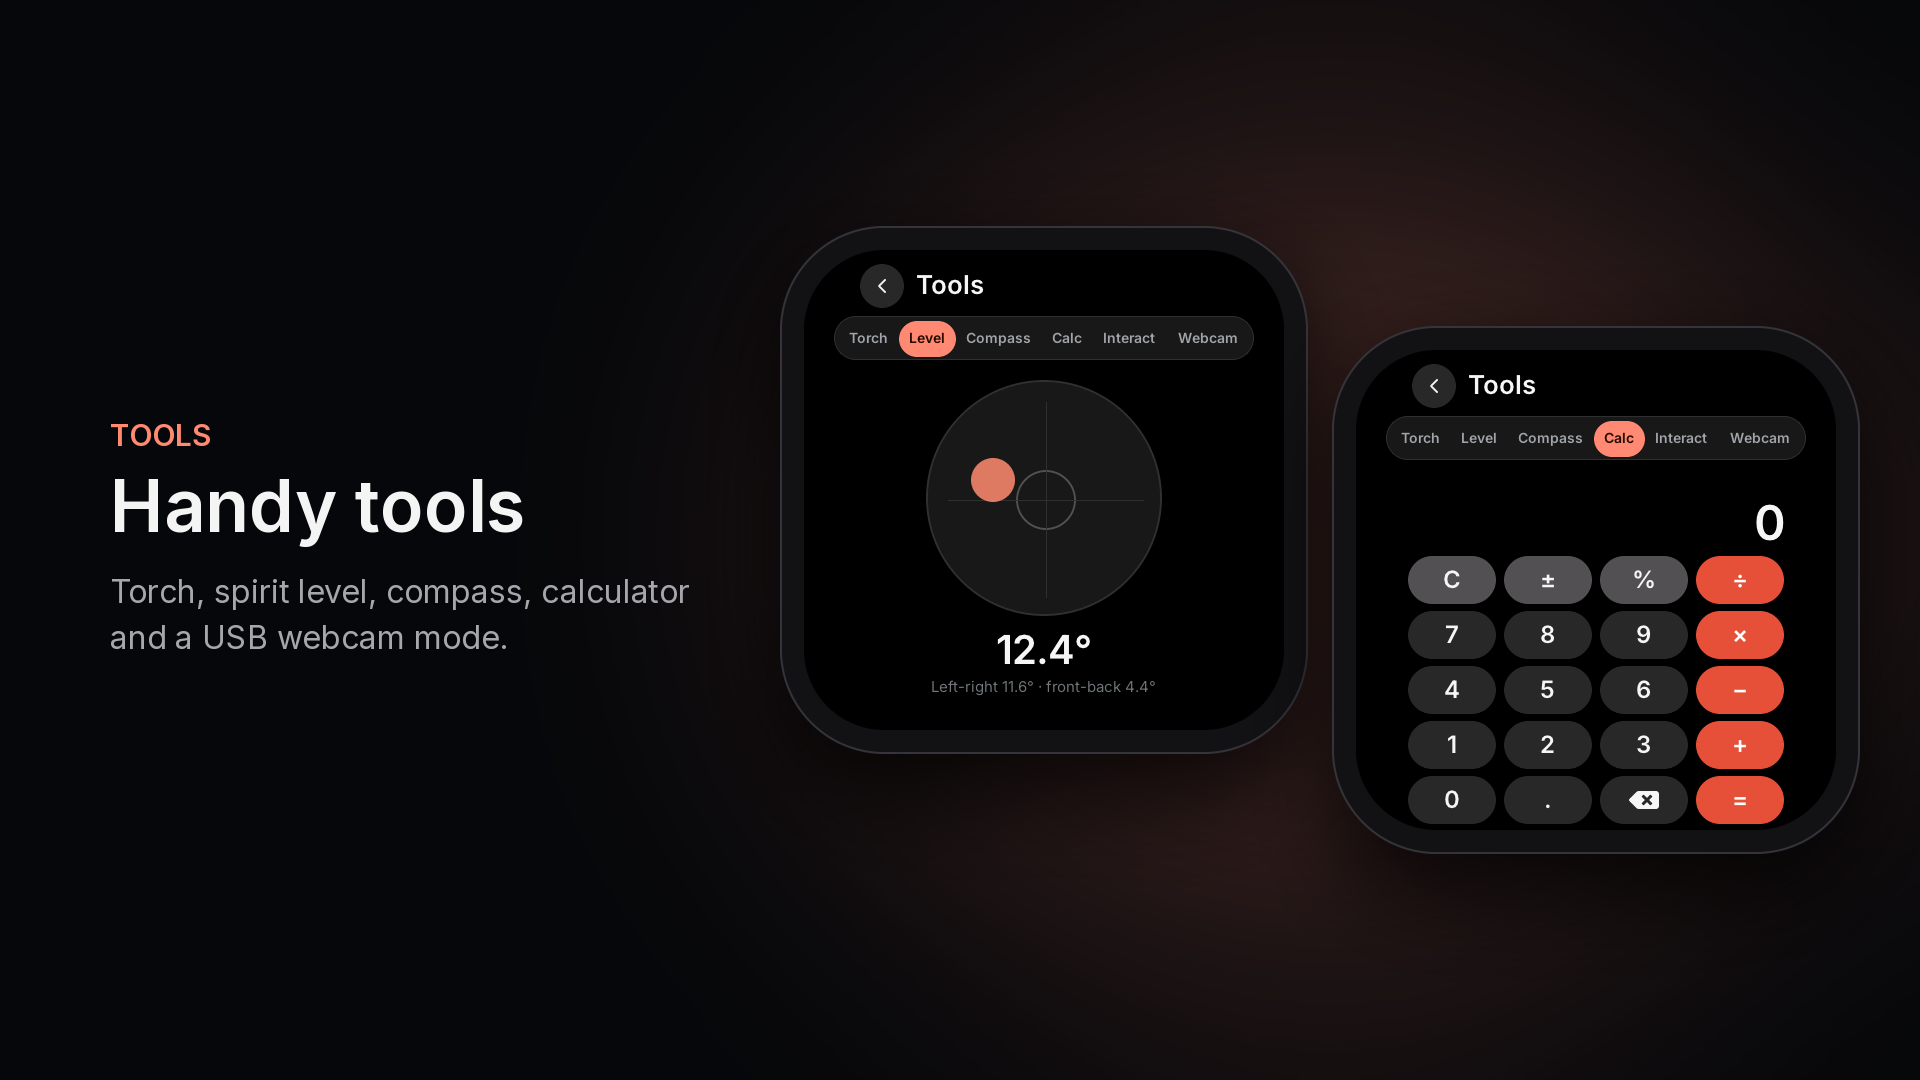 TOOLS
Handy tools
Torch, spirit level, compass, calculator
and a USB webcam mode.
Tools
Torch Level Compass Calc Interact Webcam
12.4°
Left-right 11.6° · front-back 4.4°
Tools
Torch Level Compass Calc Interact Webcam
0
C ± % ÷
7 8 9 ×
4 5 6 −
1 2 3 +
0 . =